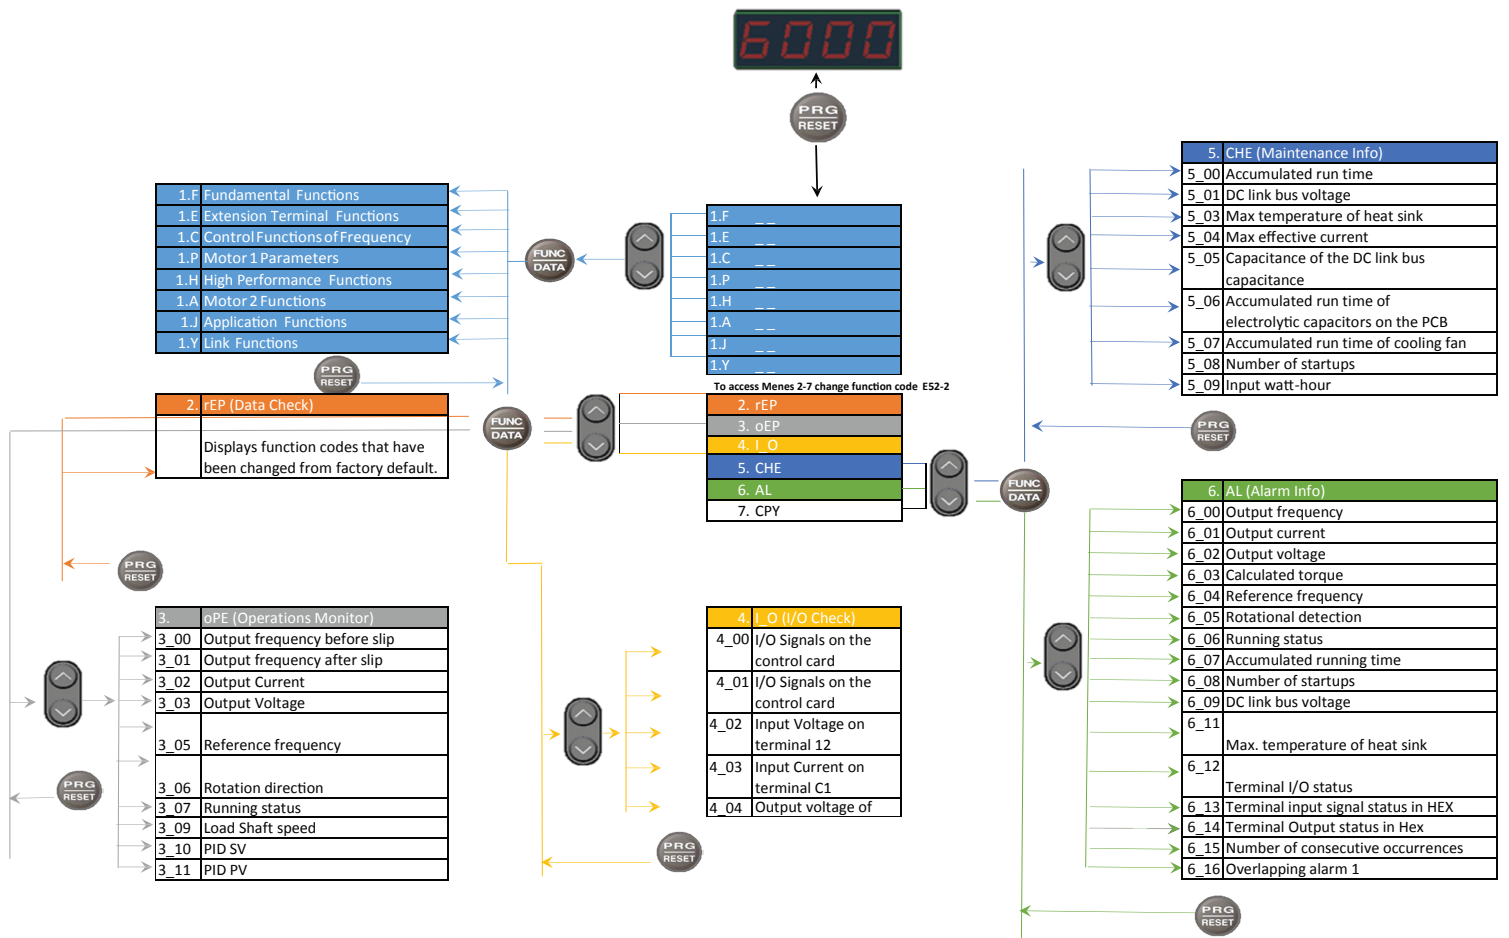 6000
PRG
RESET
1.F Fundamental Functions
1.E Extension Terminal Functions
1.C Control Functions of Frequency
1.P Motor 1 Parameters
1.H High Performance Functions
1.A Motor 2 Functions
1.J Application Functions
1.Y Link Functions
PRG
RESET
FUNC
DATA
1.F _ _
1.E _ _
1.C _ _
1.P _ _
1.H _ _
1.A _ _
1.J _ _
1.Y _ _
To access Menes 2-7 change function code E52-2
2. rEP
3. oEP
4. I_O
5. CHE
6. AL
7. CPY
FUNC
DATA
FUNC
DATA
2. rEP (Data Check)
Displays function codes that have
been changed from factory default.
PRG
RESET
3. oPE (Operations Monitor)
3_00 Output frequency before slip
3_01 Output frequency after slip
3_02 Output Current
3_03 Output Voltage
3_05 Reference frequency
3_06 Rotation direction
3_07 Running status
3_09 Load Shaft speed
3_10 PID SV
3_11 PID PV
PRG
RESET
4. I_O (I/O Check)
4_00 I/O Signals on the
control card
4_01 I/O Signals on the
control card
4_02 Input Voltage on
terminal 12
4_03 Input Current on
terminal C1
4_04 Output voltage of
PRG
RESET
5. CHE (Maintenance Info)
5_00 Accumulated run time
5_01 DC link bus voltage
5_03 Max temperature of heat sink
5_04 Max effective current
5_05 Capacitance of the DC link bus
capacitance
5_06 Accumulated run time of
electrolytic capacitors on the PCB
5_07 Accumulated run time of cooling fan
5_08 Number of startups
5_09 Input watt-hour
PRG
RESET
6. AL (Alarm Info)
6_00 Output frequency
6_01 Output current
6_02 Output voltage
6_03 Calculated torque
6_04 Reference frequency
6_05 Rotational detection
6_06 Running status
6_07 Accumulated running time
6_08 Number of startups
6_09 DC link bus voltage
6_11
Max. temperature of heat sink
6_12
Terminal I/O status
6_13 Terminal input signal status in HEX
6_14 Terminal Output status in Hex
6_15 Number of consecutive occurrences
6_16 Overlapping alarm 1
PRG
RESET